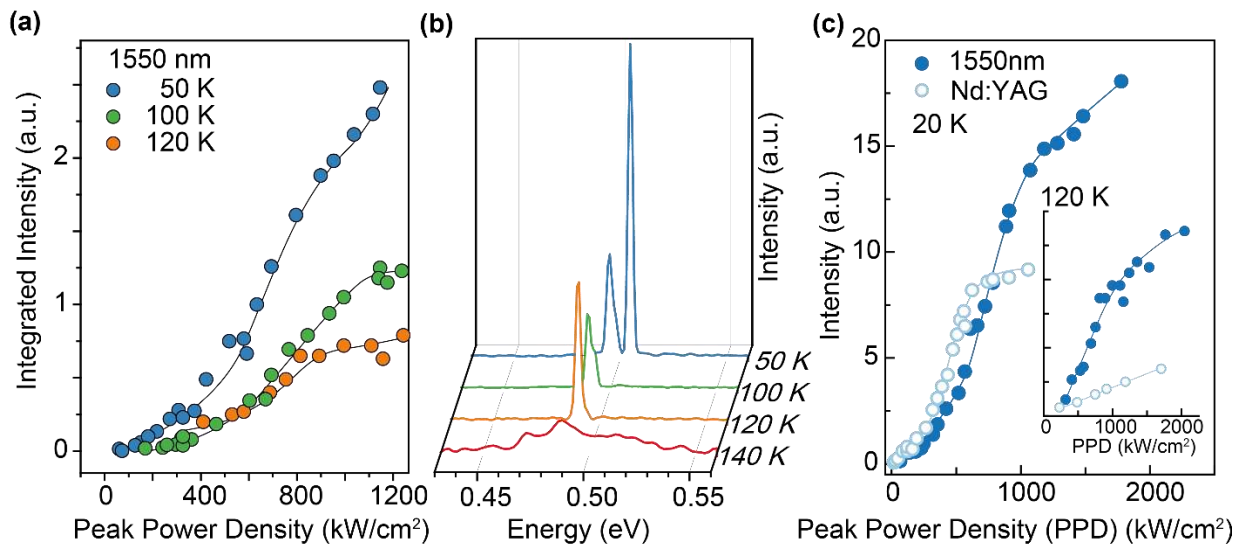 (a)
1550 nm
50 K
100 K
120 K
Integrated Intensity (a.u.)
2
1
0
0 400 800 1200
Peak Power Density (kW/cm²)
(b)
Intensity (a.u.)
50 K
100 K
120 K
140 K
0.45 0.50 0.55
Energy (eV)
(c)
1550nm
Nd:YAG
20 K
Intensity (a.u.)
20
15
10
5
0
0 1000 2000
Peak Power Density (PPD) (kW/cm²)
120 K
0 1000 2000
PPD (kW/cm²)